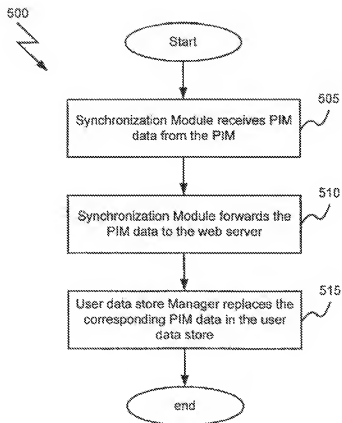 500
Start
505
Synchronization Module receives PIM
data from the PIM
510
Synchronization Module forwards the
PIM data to the web server
515
User data store Manager replaces the
corresponding PIM data in the user
data store
end